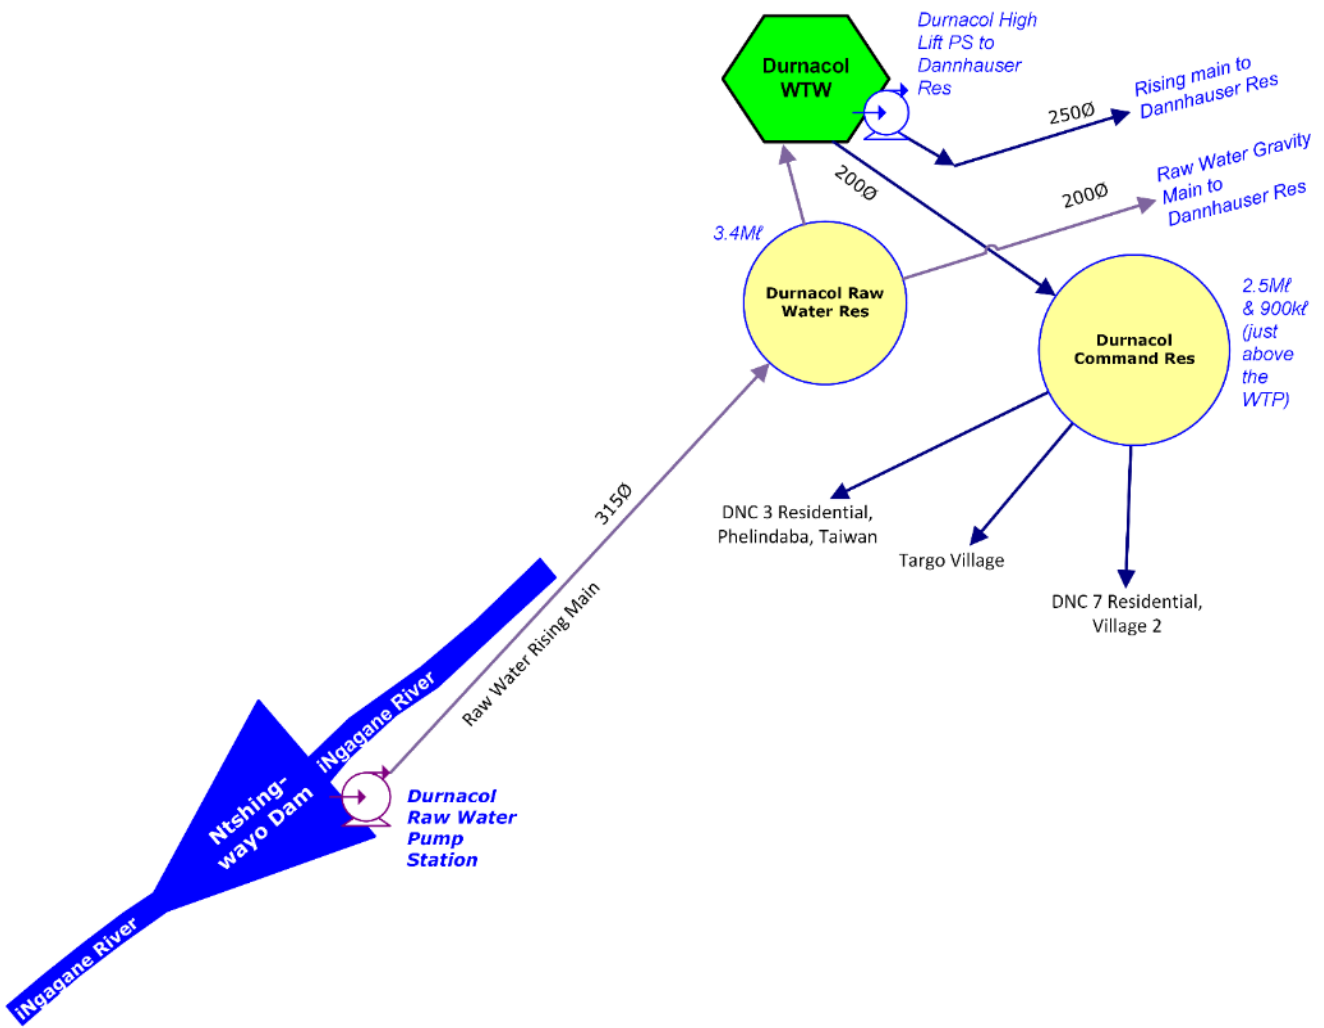 Durnacol
WTW
Durnacol High
Lift PS to
Dannhauser
Res
250Ø
Rising main to
Dannhauser Res
200Ø
200Ø
Raw Water Gravity
Main to
Dannhauser Res
3.4Mℓ
Durnacol Raw
Water Res
Durnacol
Command Res
2.5Mℓ
& 900kℓ
(just
above
the
WTP)
DNC 3 Residential,
Phelindaba, Taiwan
Targo Village
DNC 7 Residential,
Village 2
315Ø
Raw Water Rising Main
iNgagane River
Ntshing-
wayo Dam
Durnacol
Raw Water
Pump
Station
iNgagane River